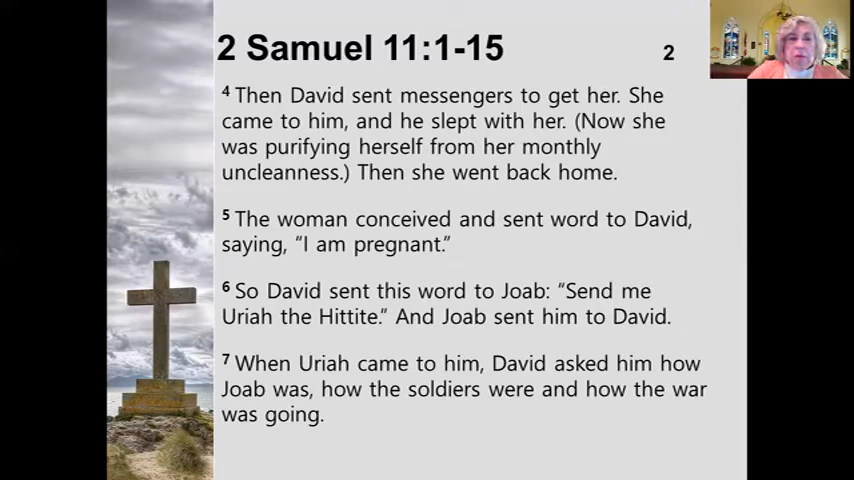 2 Samuel 11:1-15 2
4 Then David sent messengers to get her. She
came to him, and he slept with her. (Now she
was purifying herself from her monthly
uncleanness.) Then she went back home.
5 The woman conceived and sent word to David,
saying, “I am pregnant.”
6 So David sent this word to Joab: “Send me
Uriah the Hittite.” And Joab sent him to David.
7 When Uriah came to him, David asked him how
Joab was, how the soldiers were and how the war
was going.